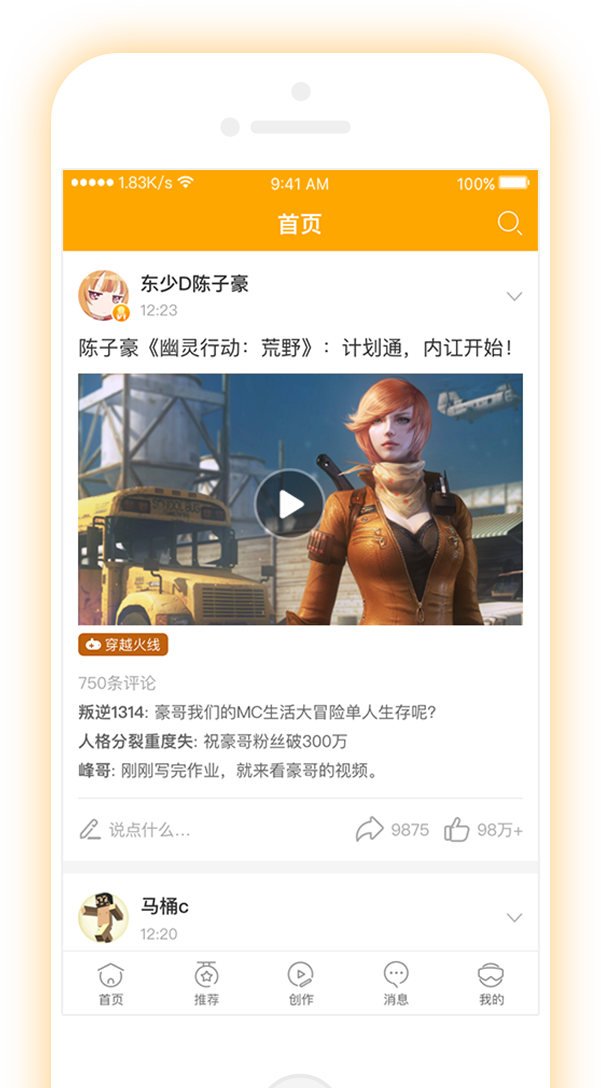 1.83K/s 9:41 AM 100%
首页
东少D陈子豪
12:23
陈子豪《幽灵行动：荒野》：计划通，内讧开始！
穿越火线
750条评论
叛逆1314: 豪哥我们的MC生活大冒险单人生存呢？
人格分裂重度失: 祝豪哥粉丝破300万
峰哥: 刚刚写完作业，就来看豪哥的视频。
说点什么... 9875 98万+
马桶c
12:20
首页 推荐 创作 消息 我的